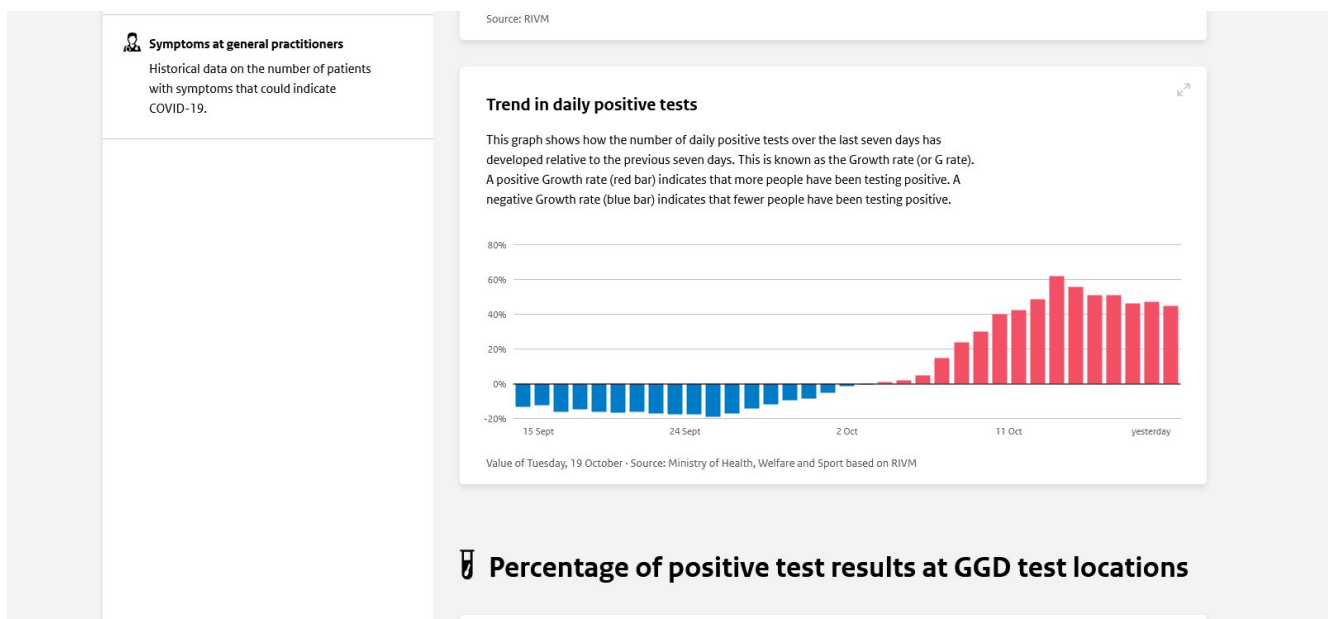 Symptoms at general practitioners
Historical data on the number of patients
with symptoms that could indicate
COVID-19.
Source: RIVM
Trend in daily positive tests
This graph shows how the number of daily positive tests over the last seven days has
developed relative to the previous seven days. This is known as the Growth rate (or G rate).
A positive Growth rate (red bar) indicates that more people have been testing positive. A
negative Growth rate (blue bar) indicates that fewer people have been testing positive.
80%
60%
40%
20%
0%
-20%
15 Sept 24 Sept 2 Oct 11 Oct yesterday
Value of Tuesday, 19 October · Source: Ministry of Health, Welfare and Sport based on RIVM
Percentage of positive test results at GGD test locations